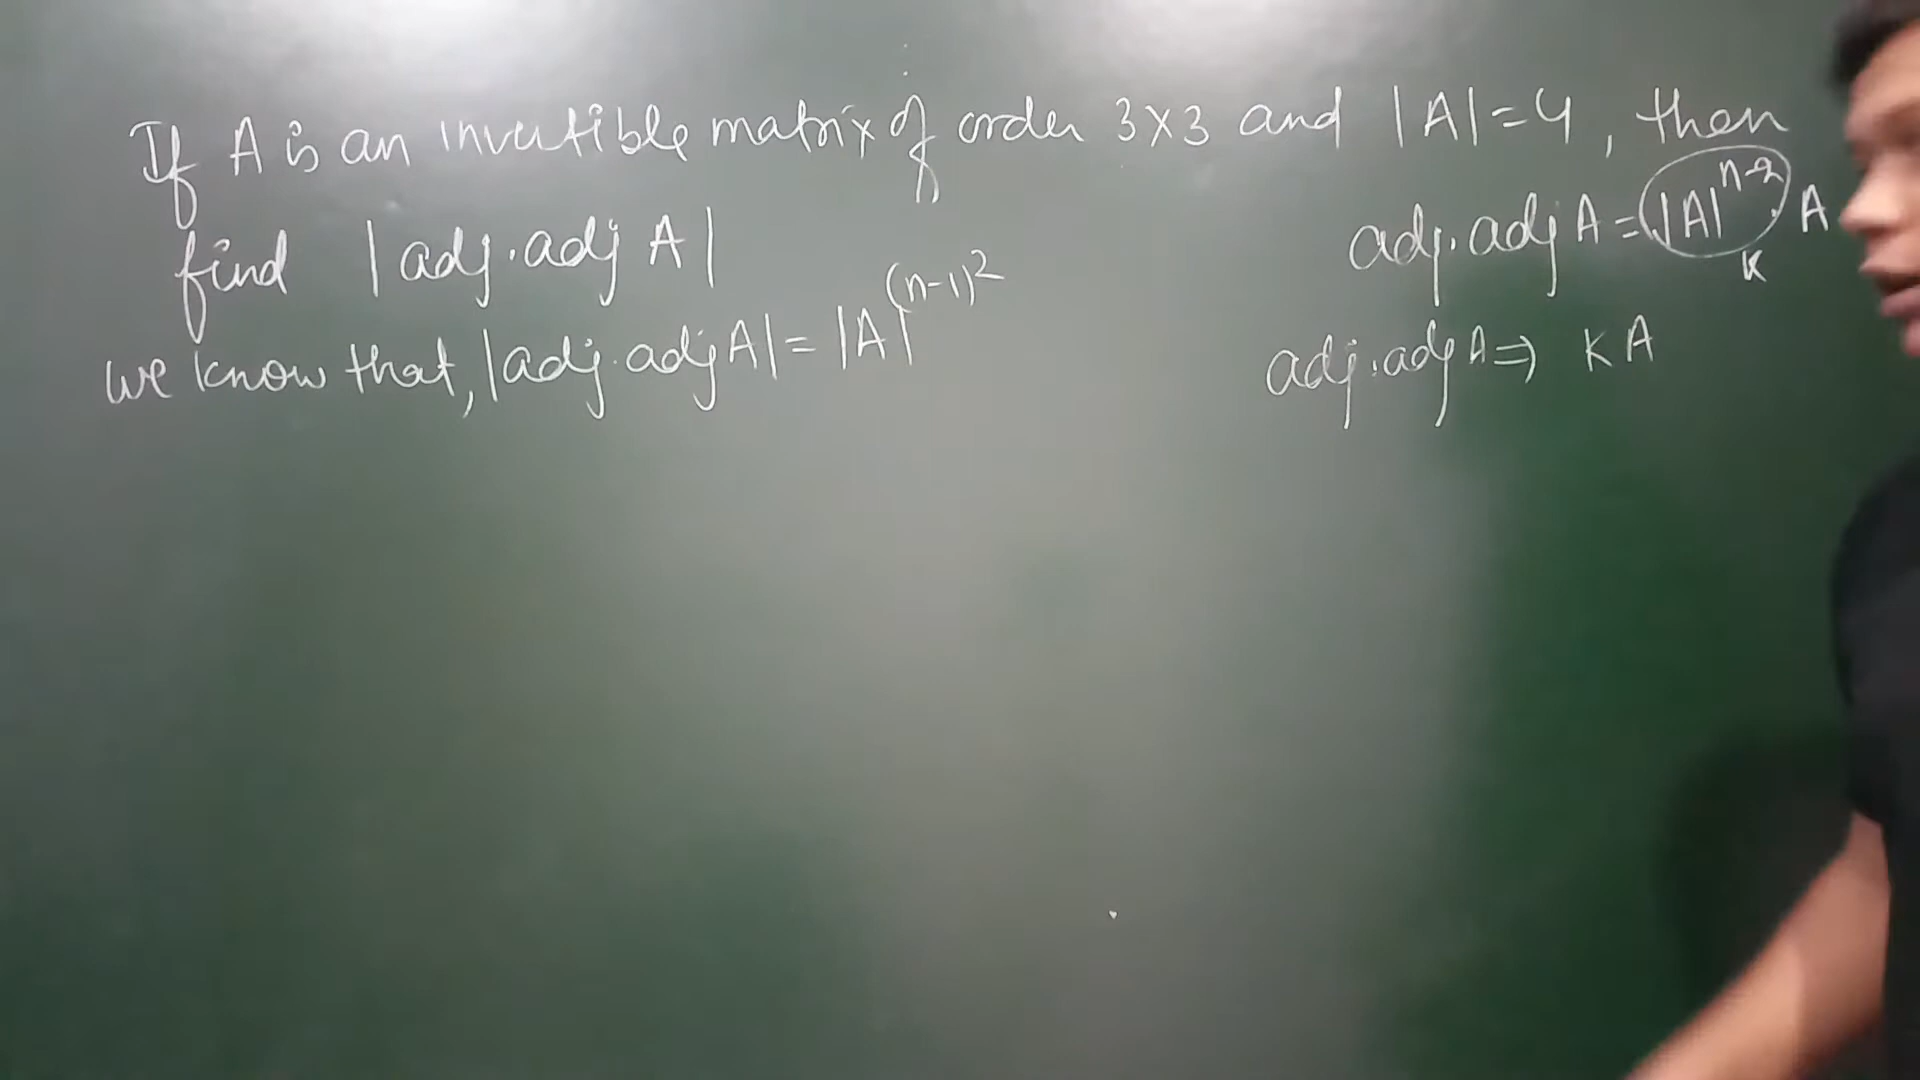 If A is an invertible matrix of order 3×3 and |A|=4, then
find |adj.adj A|
we know that, |adj.adj A| = |A|^(n-1)^2
adj.adj A = |A|^n-2 . A
K
adj.adj A ⇒ KA